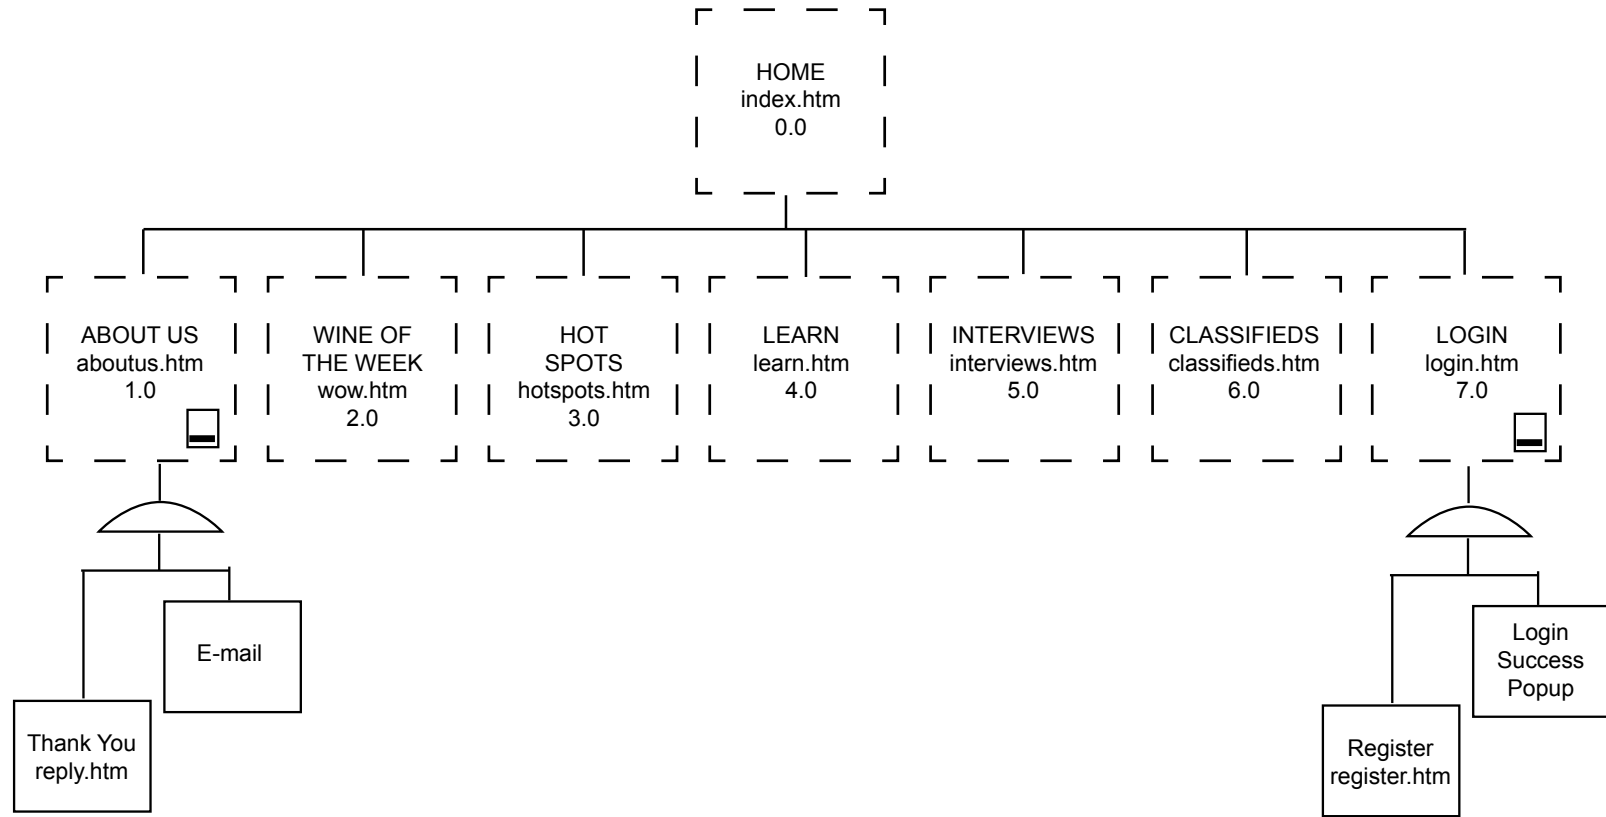 HOME
index.htm
0.0
ABOUT US
aboutus.htm
1.0
WINE OF
THE WEEK
wow.htm
2.0
HOT
SPOTS
hotspots.htm
3.0
LEARN
learn.htm
4.0
INTERVIEWS
interviews.htm
5.0
CLASSIFIEDS
classifieds.htm
6.0
LOGIN
login.htm
7.0
E-mail
Thank You
reply.htm
Login
Success
Popup
Register
register.htm